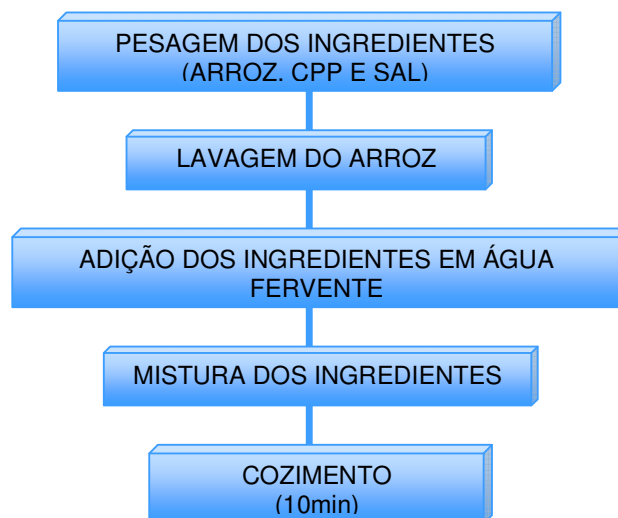 PESAGEM DOS INGREDIENTES
(ARROZ. CPP E SAL)
LAVAGEM DO ARROZ
ADIÇÃO DOS INGREDIENTES EM ÁGUA
FERVENTE
MISTURA DOS INGREDIENTES
COZIMENTO
(10min)